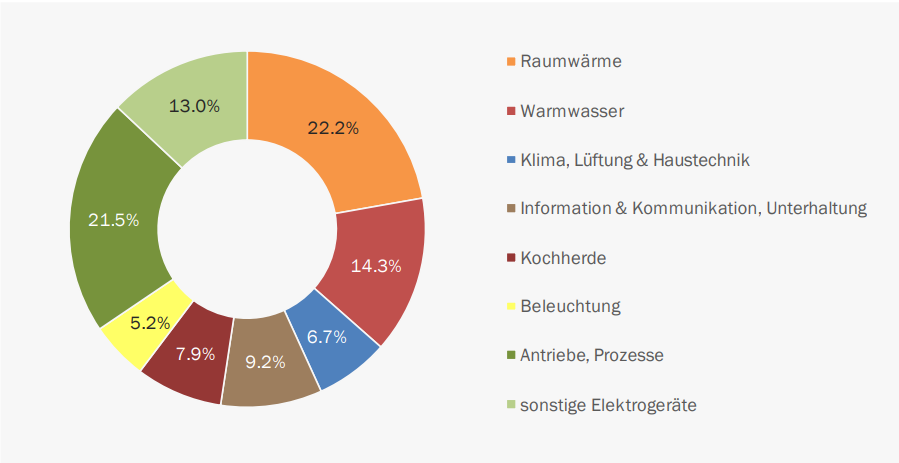 22.2%
14.3%
6.7%
9.2%
7.9%
5.2%
21.5%
13.0%
Raumwärme
Warmwasser
Klima, Lüftung & Haustechnik
Information & Kommunikation, Unterhaltung
Kochherde
Beleuchtung
Antriebe, Prozesse
sonstige Elektrogeräte